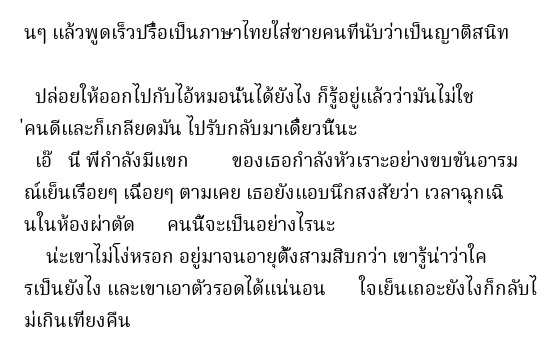 นๆ แล้วพูดเร็วปรื๋อเป็นภาษาไทยใส่ชายคนที่นับว่าเป็นญาติสนิท
ปล่อยให้ออกไปกับไอ้หมอนั่นได้ยังไง ก็รู้อยู่แล้วว่ามันไม่ใช
่คนดีและก็เกลียดมัน ไปรับกลับมาเดี๋ยวนี้นะ
เอ๊ นี่ พี่กำลังมีแขก ของเธอกำลังหัวเราะอย่างขบขันอารม
ณ์เย็นเรื่อยๆ เฉื่อยๆ ตามเคย เธอยังแอบนึกสงสัยว่า เวลาฉุกเฉิ
นในห้องผ่าตัด คนนี้จะเป็นอย่างไรนะ
น่ะเขาไม่โง่หรอก อยู่มาจนอายุตั้งสามสิบกว่า เขารู้น่าว่าใค
รเป็นยังไง และเขาเอาตัวรอดได้แน่นอน ใจเย็นเถอะยังไงก็กลับไ
ม่เกินเที่ยงคืน